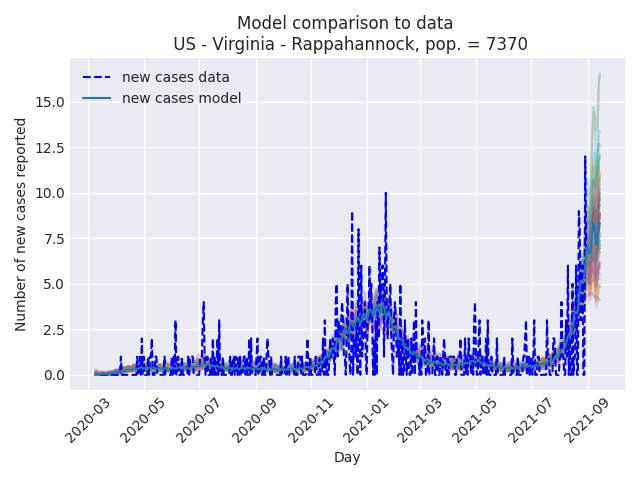 Model comparison to data
US - Virginia - Rappahannock, pop. = 7370
new cases data
new cases model
Number of new cases reported
15.0
12.5
10.0
7.5
5.0
2.5
0.0
2020-03
2020-05
2020-07
2020-09
2020-11
2021-01
2021-03
2021-05
2021-07
2021-09
Day